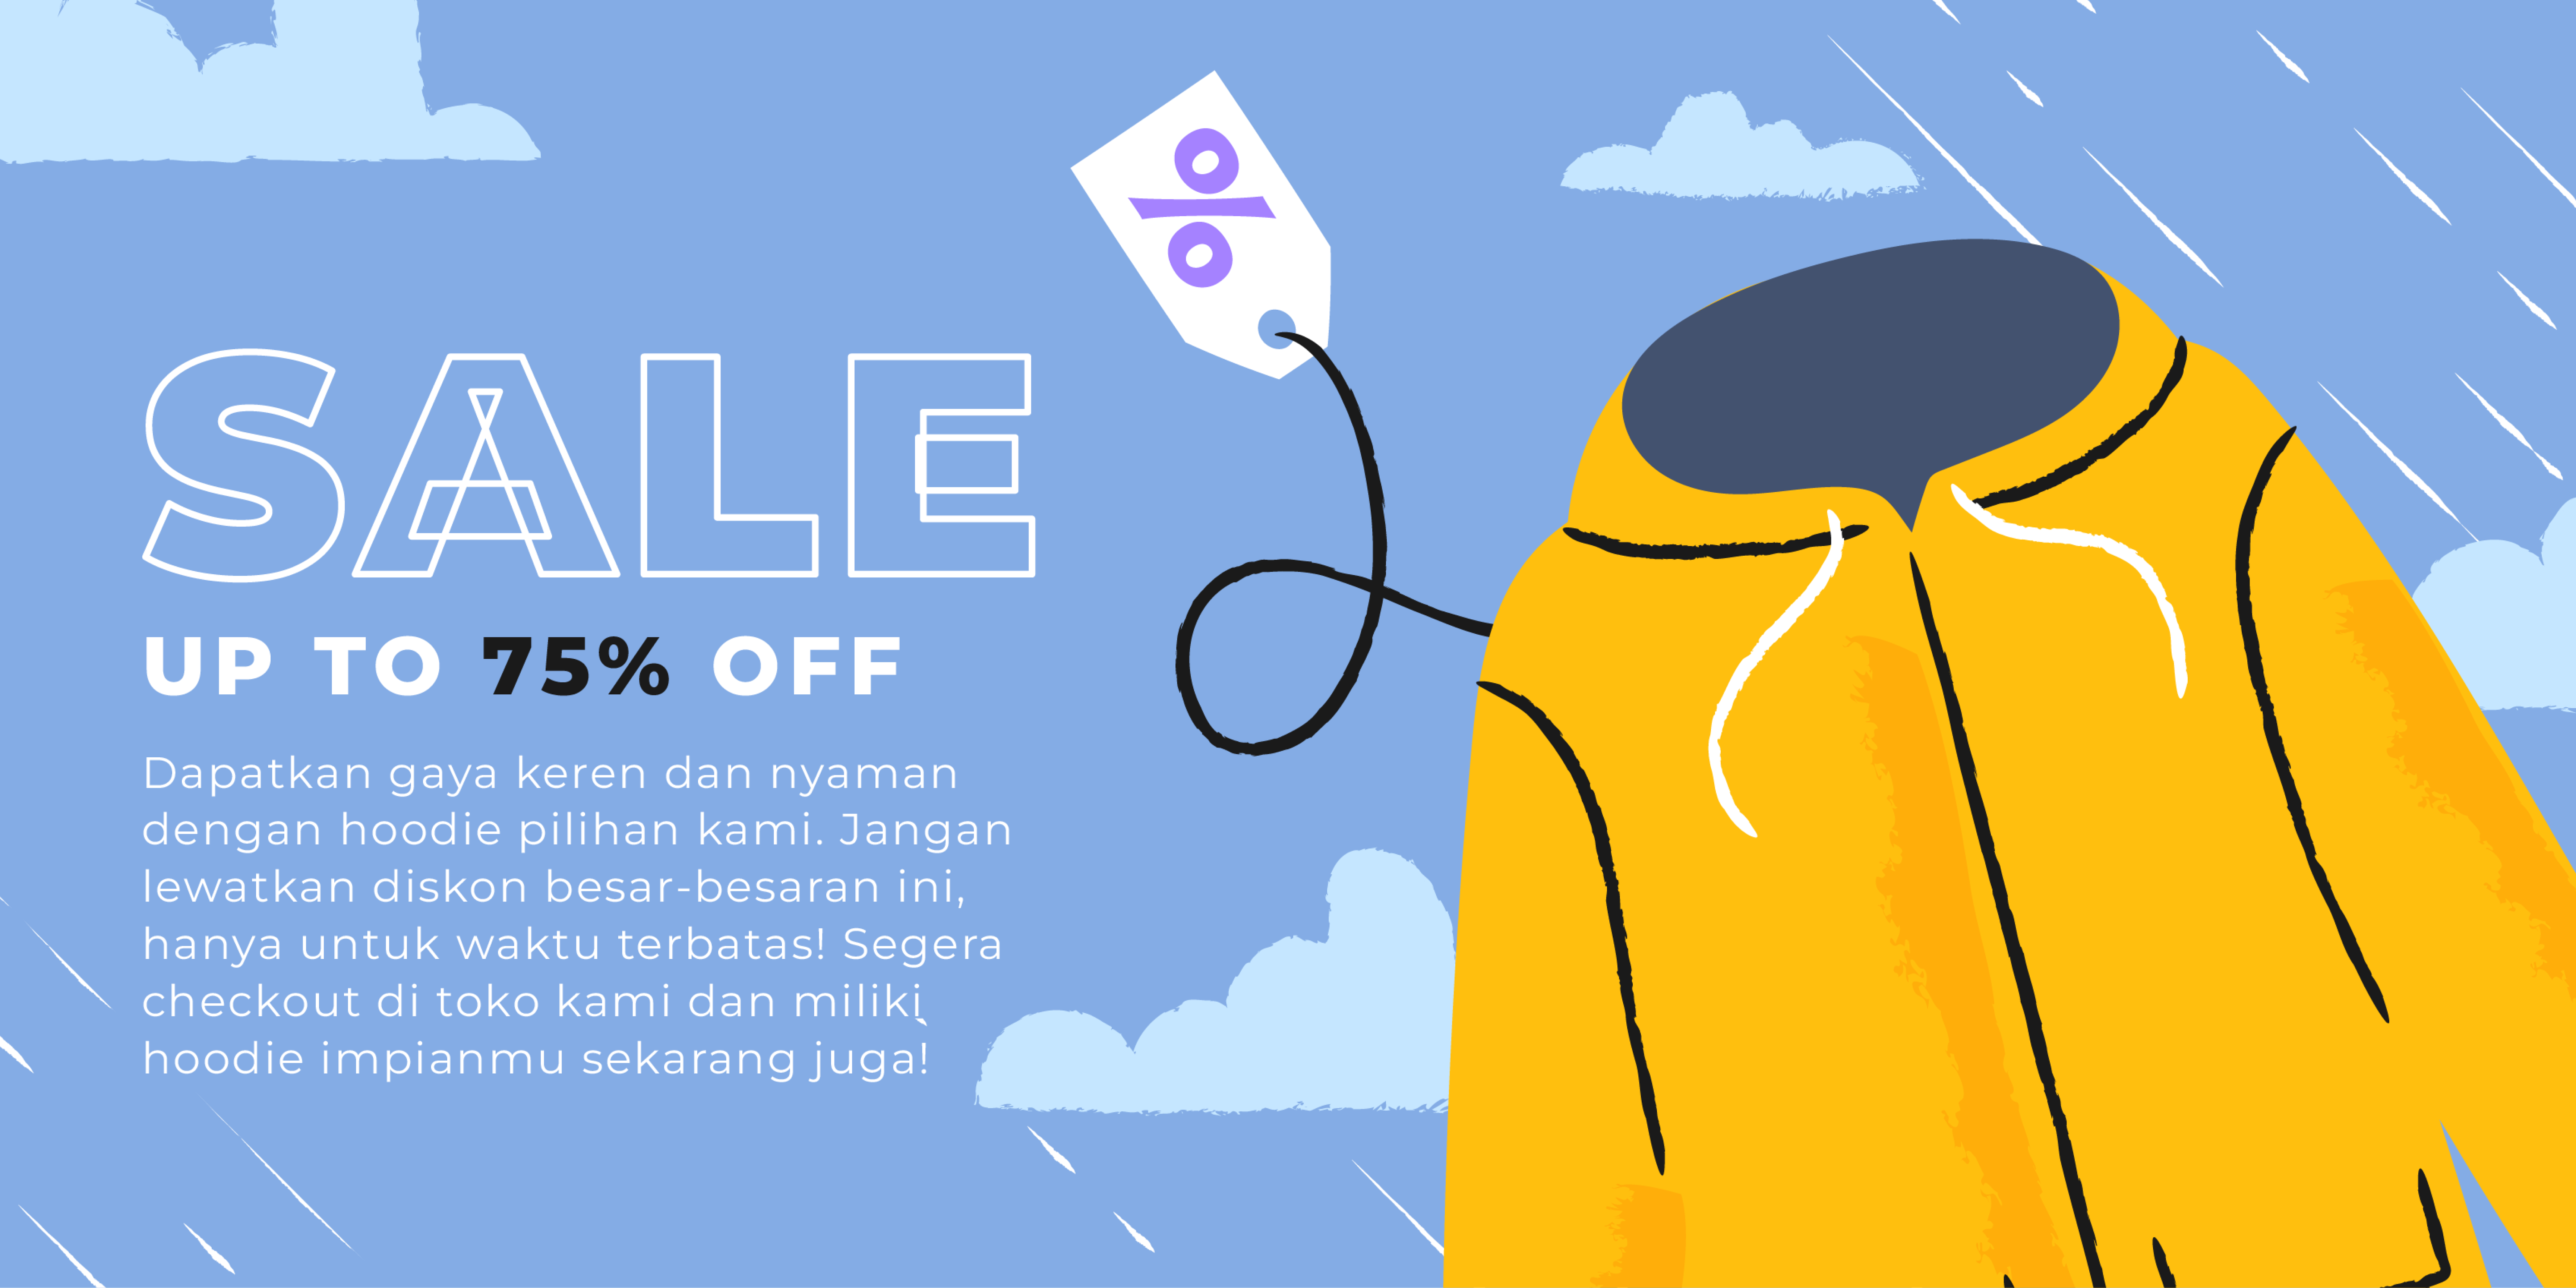 %
SALE
UP TO 75% OFF
Dapatkan gaya keren dan nyaman
dengan hoodie pilihan kami. Jangan
lewatkan diskon besar-besaran ini,
hanya untuk waktu terbatas! Segera
checkout di toko kami dan miliki
hoodie impianmu sekarang juga!